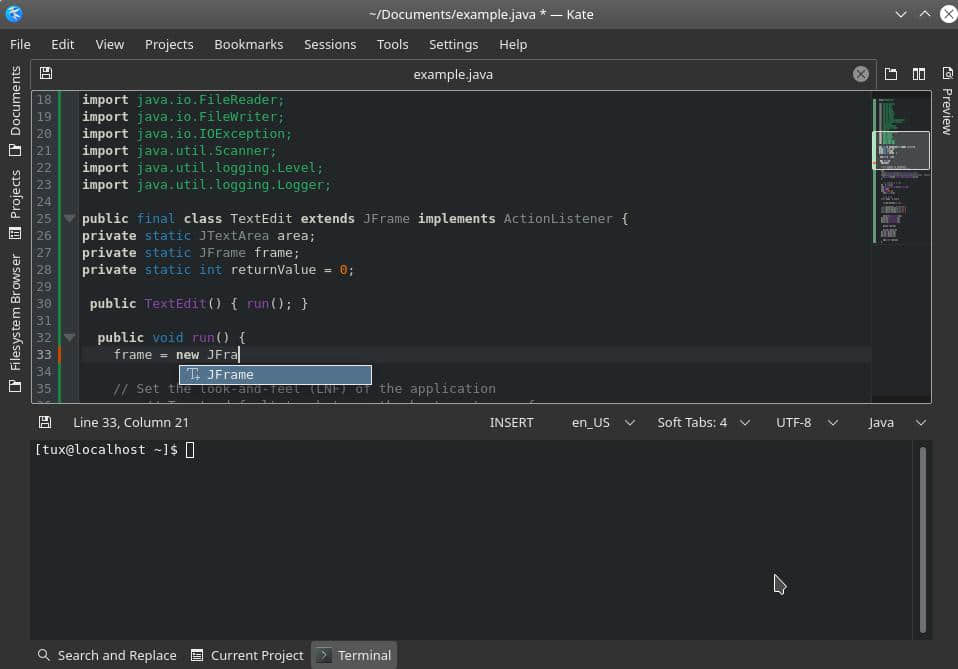 ~/Documents/example.java * — Kate
File Edit View Projects Bookmarks Sessions Tools Settings Help
example.java
Documents
Projects
Filesystem Browser
Preview
18 import java.io.FileReader;
19 import java.io.FileWriter;
20 import java.io.IOException;
21 import java.util.Scanner;
22 import java.util.logging.Level;
23 import java.util.logging.Logger;
24
25 public final class TextEdit extends JFrame implements ActionListener {
26 private static JTextArea area;
27 private static JFrame frame;
28 private static int returnValue = 0;
29
30 public TextEdit() { run(); }
31
32 public void run() {
33 frame = new JFra
JFrame
34
35 // Set the look-and-feel (LNF) of the application
Line 33, Column 21 INSERT en_US Soft Tabs: 4 UTF-8 Java
[tux@localhost ~]$
Search and Replace Current Project Terminal